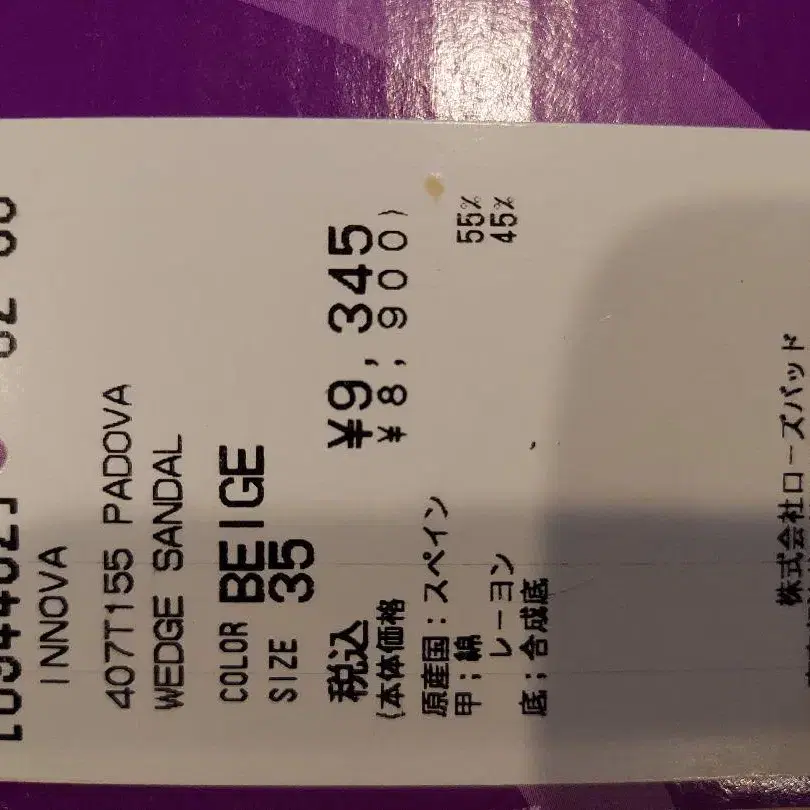 INNOVA
407T155 PADOVA
WEDGE SANDAL
COLOR BEIGE
SIZE 35
税込 ¥9,345
(本体価格 ¥8,900)
原産国:スペイン
甲;綿 55%
レーヨン 45%
底;合成底
株式会社ローズバッド